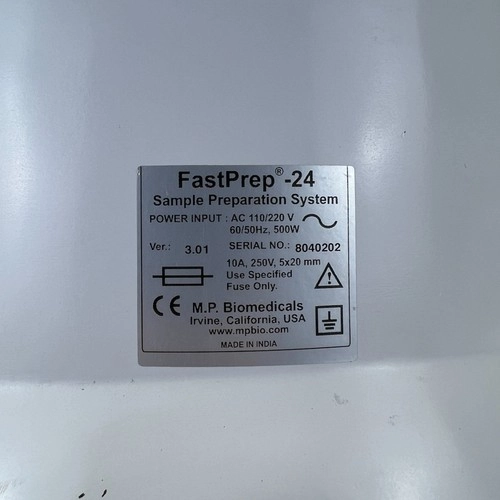 FastPrep®-24
Sample Preparation System
POWER INPUT : AC 110/220 V
60/50Hz, 500W
Ver.: 3.01 SERIAL NO.: 8040202
10A, 250V, 5x20 mm
Use Specified
Fuse Only.
CE M.P. Biomedicals
Irvine, California, USA
www.mpbio.com
MADE IN INDIA